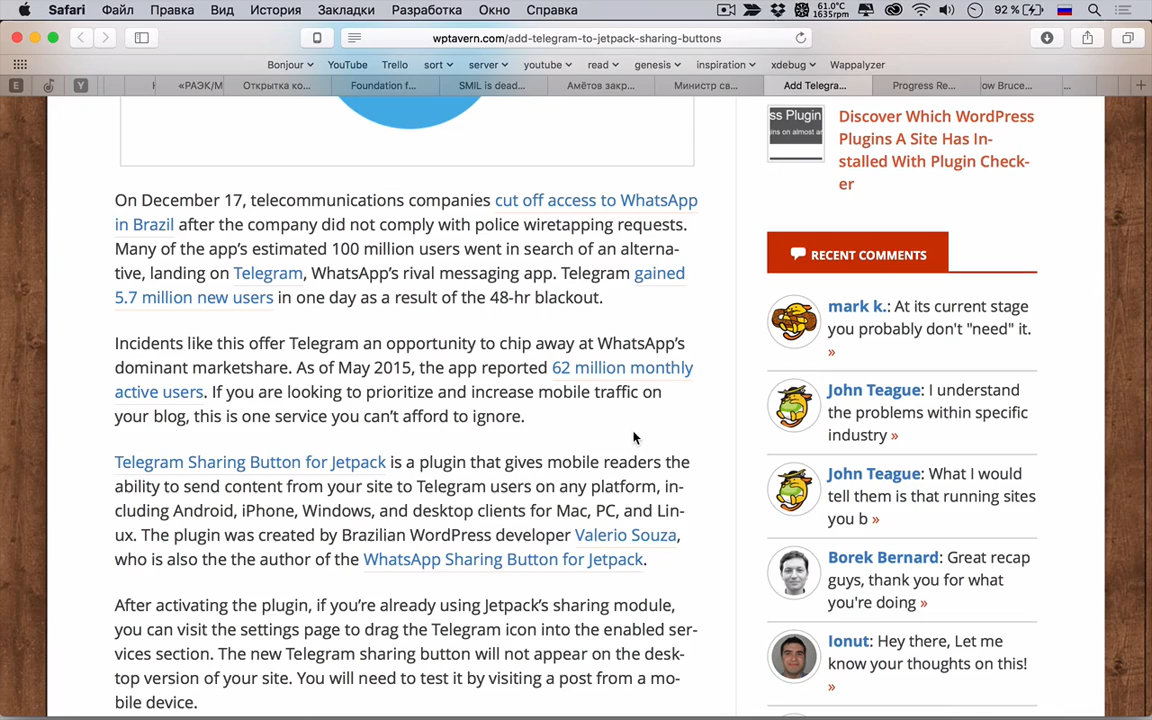 Safari Файл Правка Вид История Закладки Разработка Окно Справка 61.0°C 1635rpm 92 %
wptavern.com/add-telegram-to-jetpack-sharing-buttons
Bonjour YouTube Trello sort server youtube read genesis inspiration xdebug Wappalyzer
E Y «РАЭК/М Открытка ко... Foundation f... SMIL is dead... Амётов закр... Министр св... Add Telegra... Progress Re... ow Bruce... ...
On December 17, telecommunications companies cut off access to WhatsApp
in Brazil after the company did not comply with police wiretapping requests.
Many of the app's estimated 100 million users went in search of an alterna-
tive, landing on Telegram, WhatsApp's rival messaging app. Telegram gained
5.7 million new users in one day as a result of the 48-hr blackout.
Incidents like this offer Telegram an opportunity to chip away at WhatsApp's
dominant marketshare. As of May 2015, the app reported 62 million monthly
active users. If you are looking to prioritize and increase mobile traffic on
your blog, this is one service you can't afford to ignore.
Telegram Sharing Button for Jetpack is a plugin that gives mobile readers the
ability to send content from your site to Telegram users on any platform, in-
cluding Android, iPhone, Windows, and desktop clients for Mac, PC, and Lin-
ux. The plugin was created by Brazilian WordPress developer Valerio Souza,
who is also the the author of the WhatsApp Sharing Button for Jetpack.
After activating the plugin, if you're already using Jetpack's sharing module,
you can visit the settings page to drag the Telegram icon into the enabled ser-
vices section. The new Telegram sharing button will not appear on the desk-
top version of your site. You will need to test it by visiting a post from a mo-
bile device.
ss Plugin
ns on almost an
Discover Which WordPress
Plugins A Site Has In-
stalled With Plugin Check-
er
RECENT COMMENTS
mark k.: At its current stage
you probably don't "need" it.
»
John Teague: I understand
the problems within specific
industry »
John Teague: What I would
tell them is that running sites
you b »
Borek Bernard: Great recap
guys, thank you for what
you're doing »
Ionut: Hey there, Let me
know your thoughts on this!
»